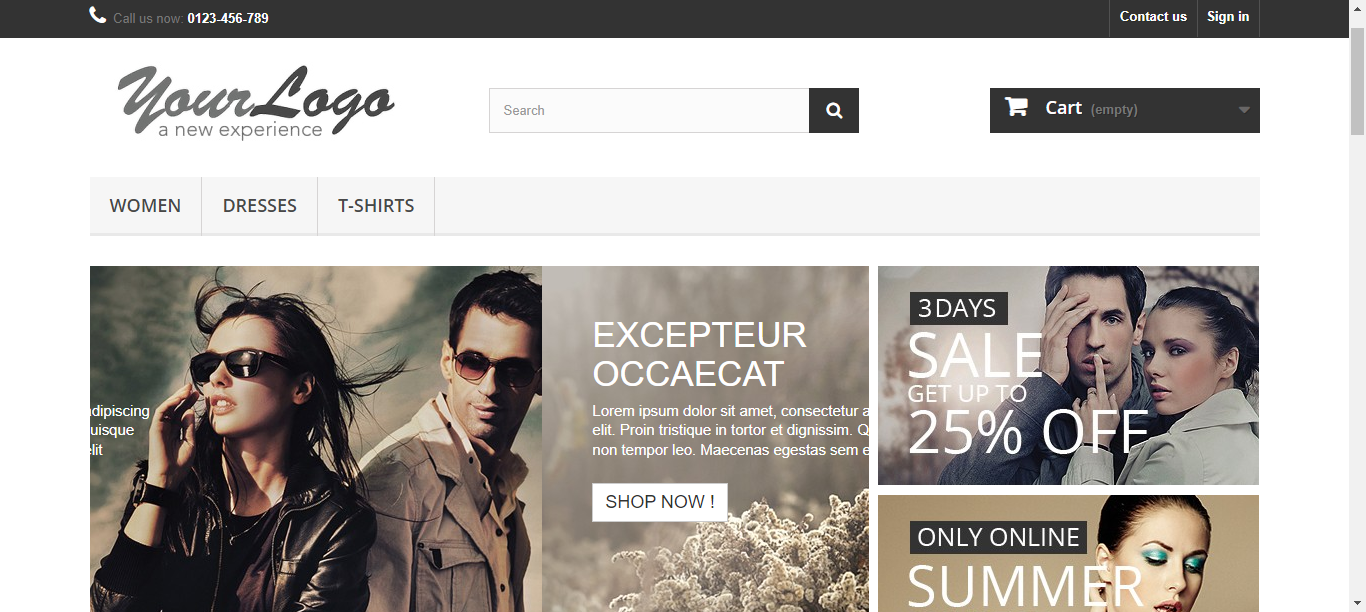 Call us now: 0123-456-789
Contact us
Sign in
YourLogo
a new experience
Search
Cart (empty)
WOMEN
DRESSES
T-SHIRTS
dipiscing
uisque
elit
EXCEPTEUR
OCCAECAT
Lorem ipsum dolor sit amet, consectetur a
elit. Proin tristique in tortor et dignissim. Q
non tempor leo. Maecenas egestas sem e
SHOP NOW !
3 DAYS
SALE
GET UP TO
25% OFF
ONLY ONLINE
SUMMER